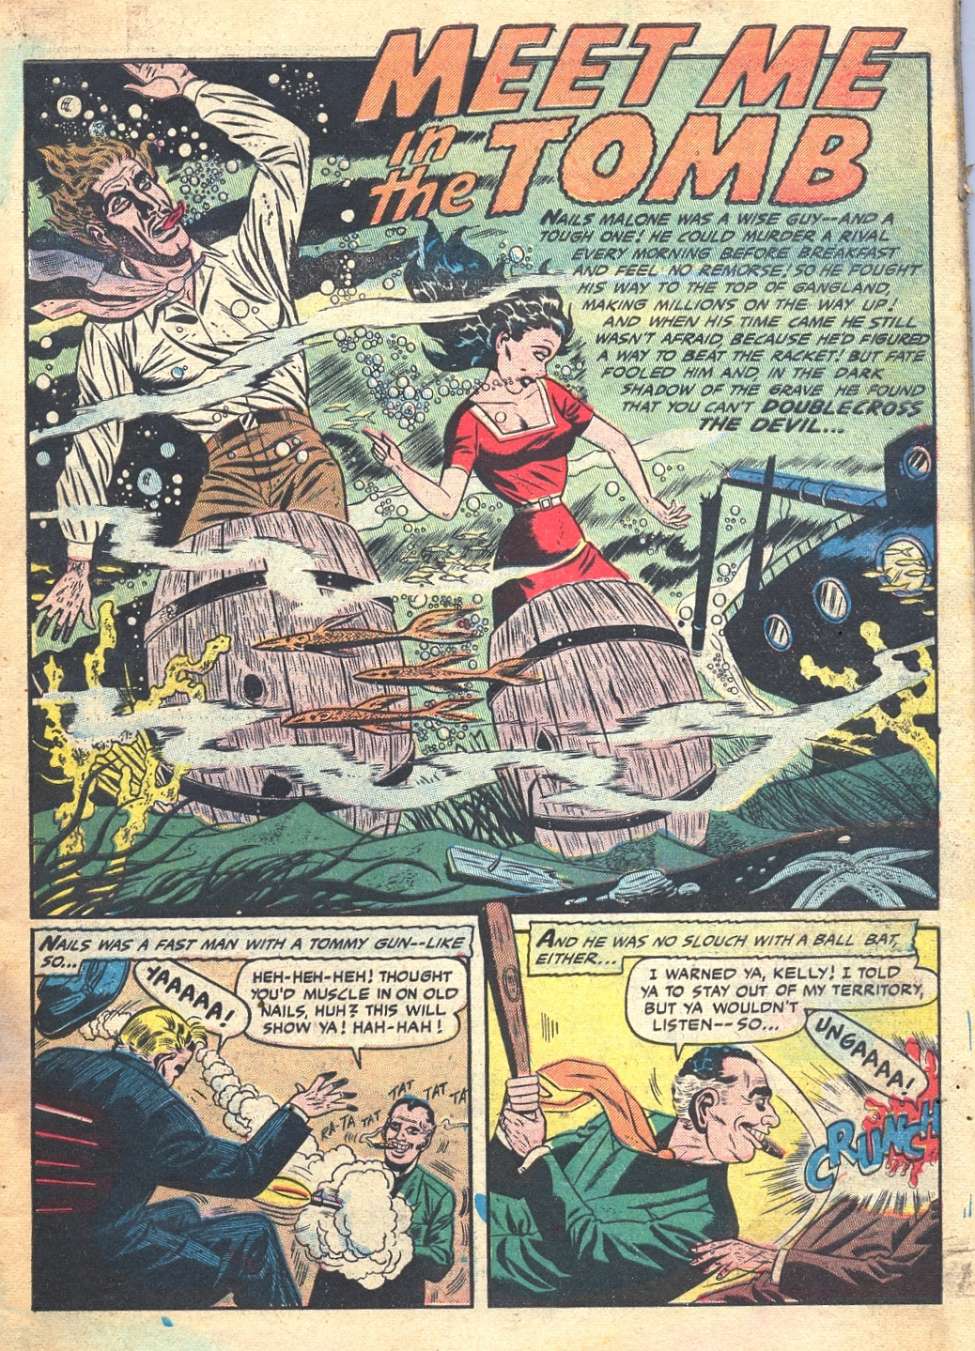 MEET ME
in
the TOMB
NAILS MALONE WAS A WISE GUY--AND A
TOUGH ONE! HE COULD MURDER A RIVAL
EVERY MORNING BEFORE BREAKFAST
AND FEEL NO REMORSE! SO HE FOUGHT
HIS WAY TO THE TOP OF GANGLAND,
MAKING MILLIONS ON THE WAY UP!
AND WHEN HIS TIME CAME HE STILL
WASN'T AFRAID, BECAUSE HE'D FIGURED
A WAY TO BEAT THE RACKET! BUT FATE
FOOLED HIM AND, IN THE DARK
SHADOW OF THE GRAVE, HE FOUND
THAT YOU CAN'T DOUBLECROSS
THE DEVIL...
NAILS WAS A FAST MAN WITH A TOMMY GUN--LIKE
SO...
YAAAAA!
HEH-HEH-HEH! THOUGHT
YOU'D MUSCLE IN ON OLD
NAILS, HUH? THIS WILL
SHOW YA! HAH-HAH!
RA-TA TAT TAT TAT TA
AND HE WAS NO SLOUCH WITH A BALL BAT,
EITHER...
I WARNED YA, KELLY! I TOLD
YA TO STAY OUT OF MY TERRITORY,
BUT YA WOULDN'T
LISTEN--SO...
UNGAAAA!
CRUNCH